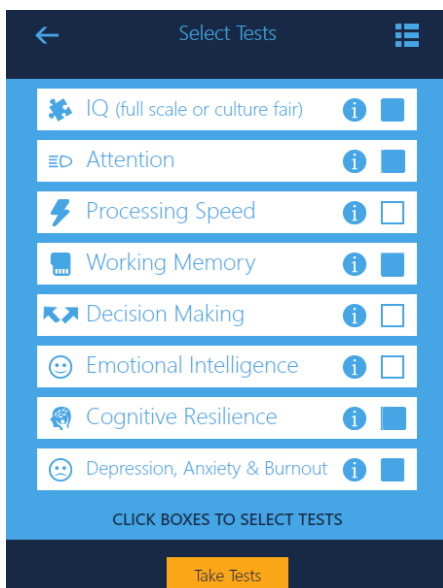 Select Tests
IQ (full scale or culture fair)
Attention
Processing Speed
Working Memory
Decision Making
Emotional Intelligence
Cognitive Resilience
Depression, Anxiety & Burnout
CLICK BOXES TO SELECT TESTS
Take Tests